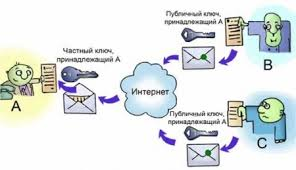 Публичный ключ,
принадлежащий А
Частный ключ,
принадлежащий А
B
A
Интернет
Публичный ключ,
принадлежащий А
C